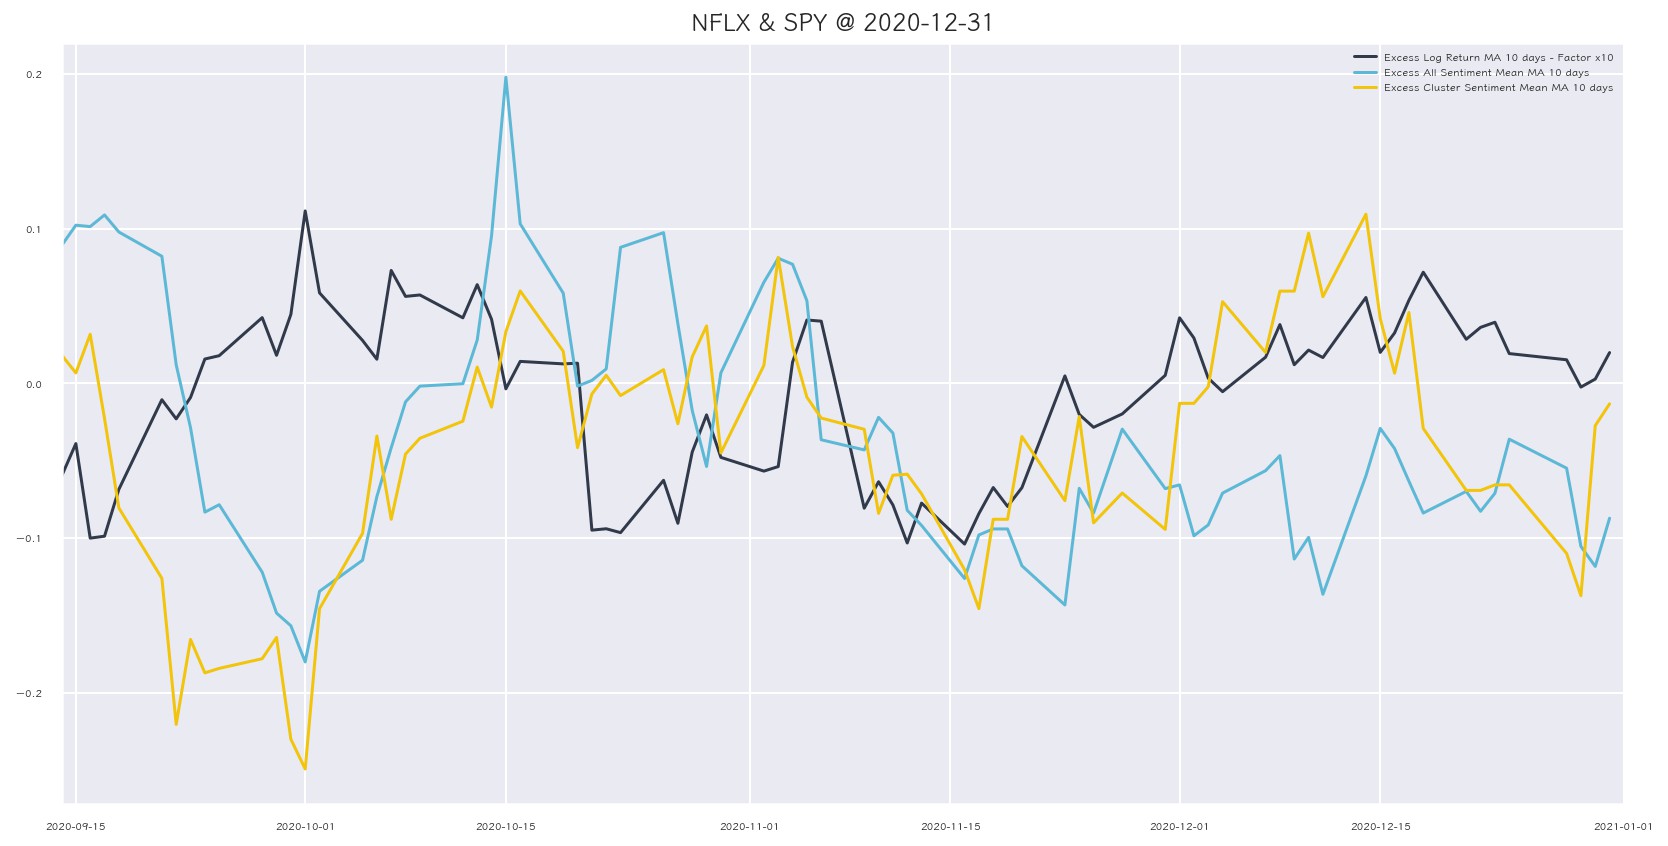 NFLX & SPY @ 2020-12-31
Excess Log Return MA 10 days - Factor x10
Excess All Sentiment Mean MA 10 days
Excess Cluster Sentiment Mean MA 10 days
0.2
0.1
0.0
−0.1
−0.2
2020-09-15 2020-10-01 2020-10-15 2020-11-01 2020-11-15 2020-12-01 2020-12-15 2021-01-01